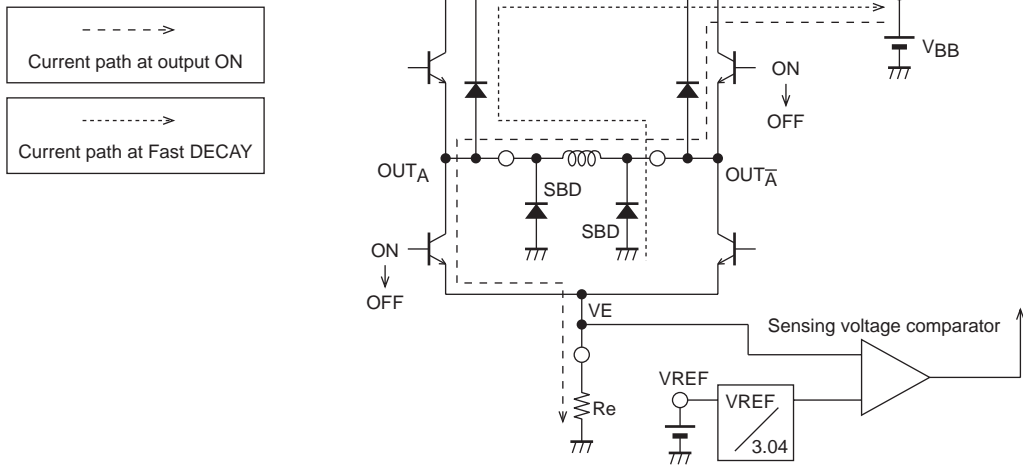 Current path at output ON
Current path at Fast DECAY
VBB
ON
OFF
OUTA
OUTA̅
SBD
SBD
ON
OFF
VE
Sensing voltage comparator
VREF
Re
VREF
3.04